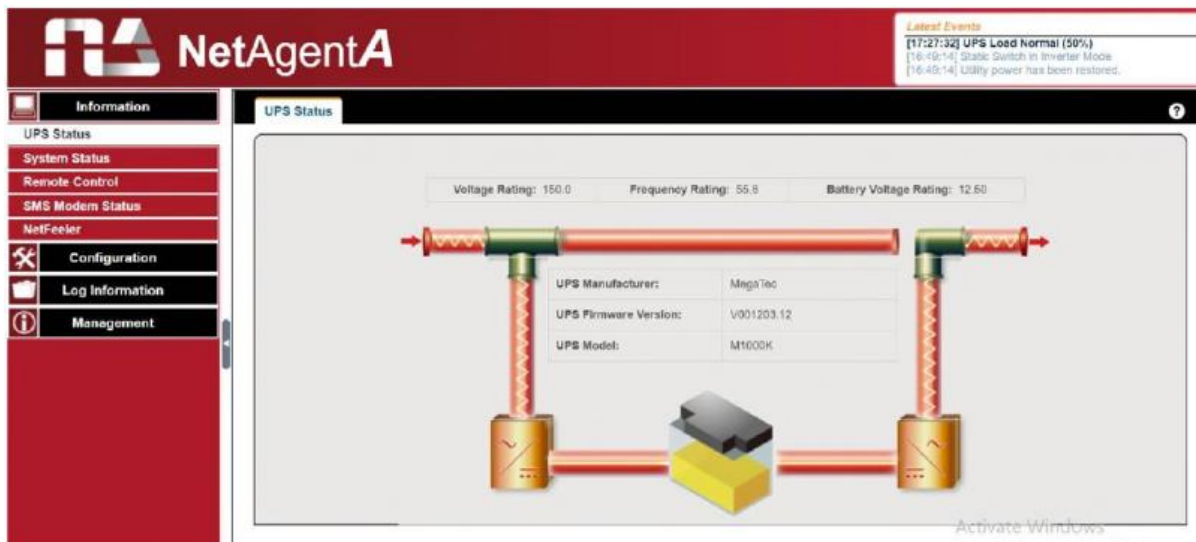 NetAgentA
Latest Events
[17:27:32] UPS Load Normal (50%)
[16:49:14] Static Switch in Inverter Mode
[16:49:14] Utility power has been restored.
Information
UPS Status
System Status
Remote Control
SMS Modem Status
NetFeeler
Configuration
Log Information
Management
UPS Status
?
Voltage Rating: 150.0 Frequency Rating: 55.6 Battery Voltage Rating: 12.50
UPS Manufacturer: MegaTec
UPS Firmware Version: V001203.12
UPS Model: M1000K
Activate Windows